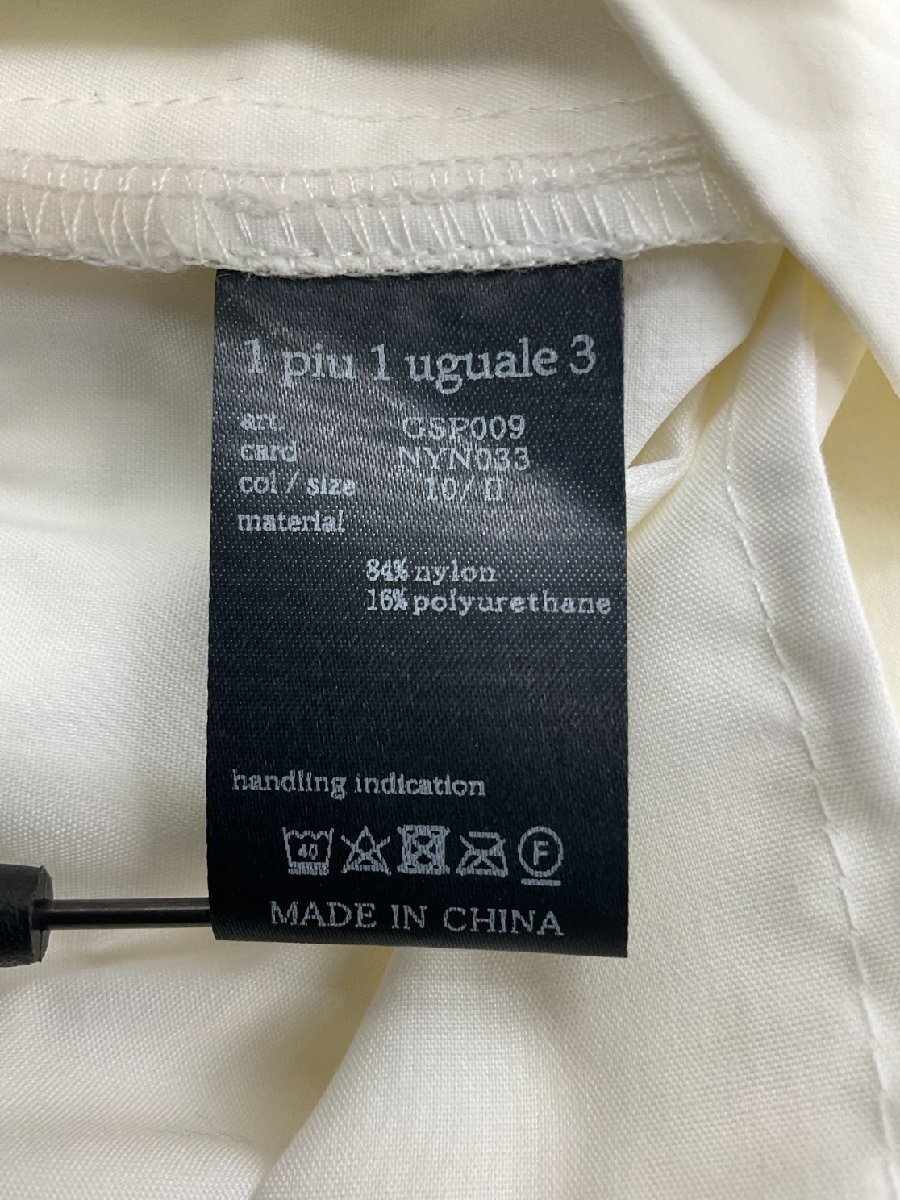 1 piu 1 uguale 3
art. GSP009
card NYN033
col / size 10/ II
material
84% nylon
16% polyurethane
handling indication
40 F
MADE IN CHINA